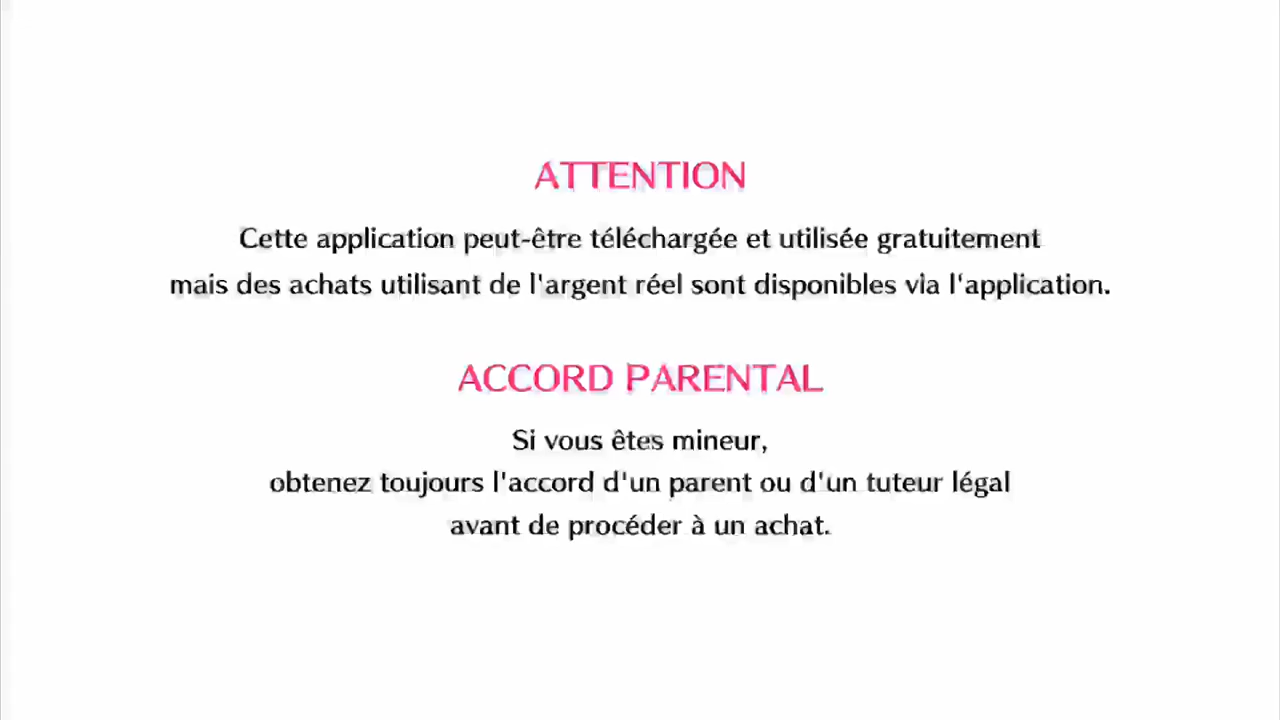 ATTENTION
Cette application peut-être téléchargée et utilisée gratuitement
mais des achats utilisant de l'argent réel sont disponibles via l'application.
ACCORD PARENTAL
Si vous êtes mineur,
obtenez toujours l'accord d'un parent ou d'un tuteur légal
avant de procéder à un achat.